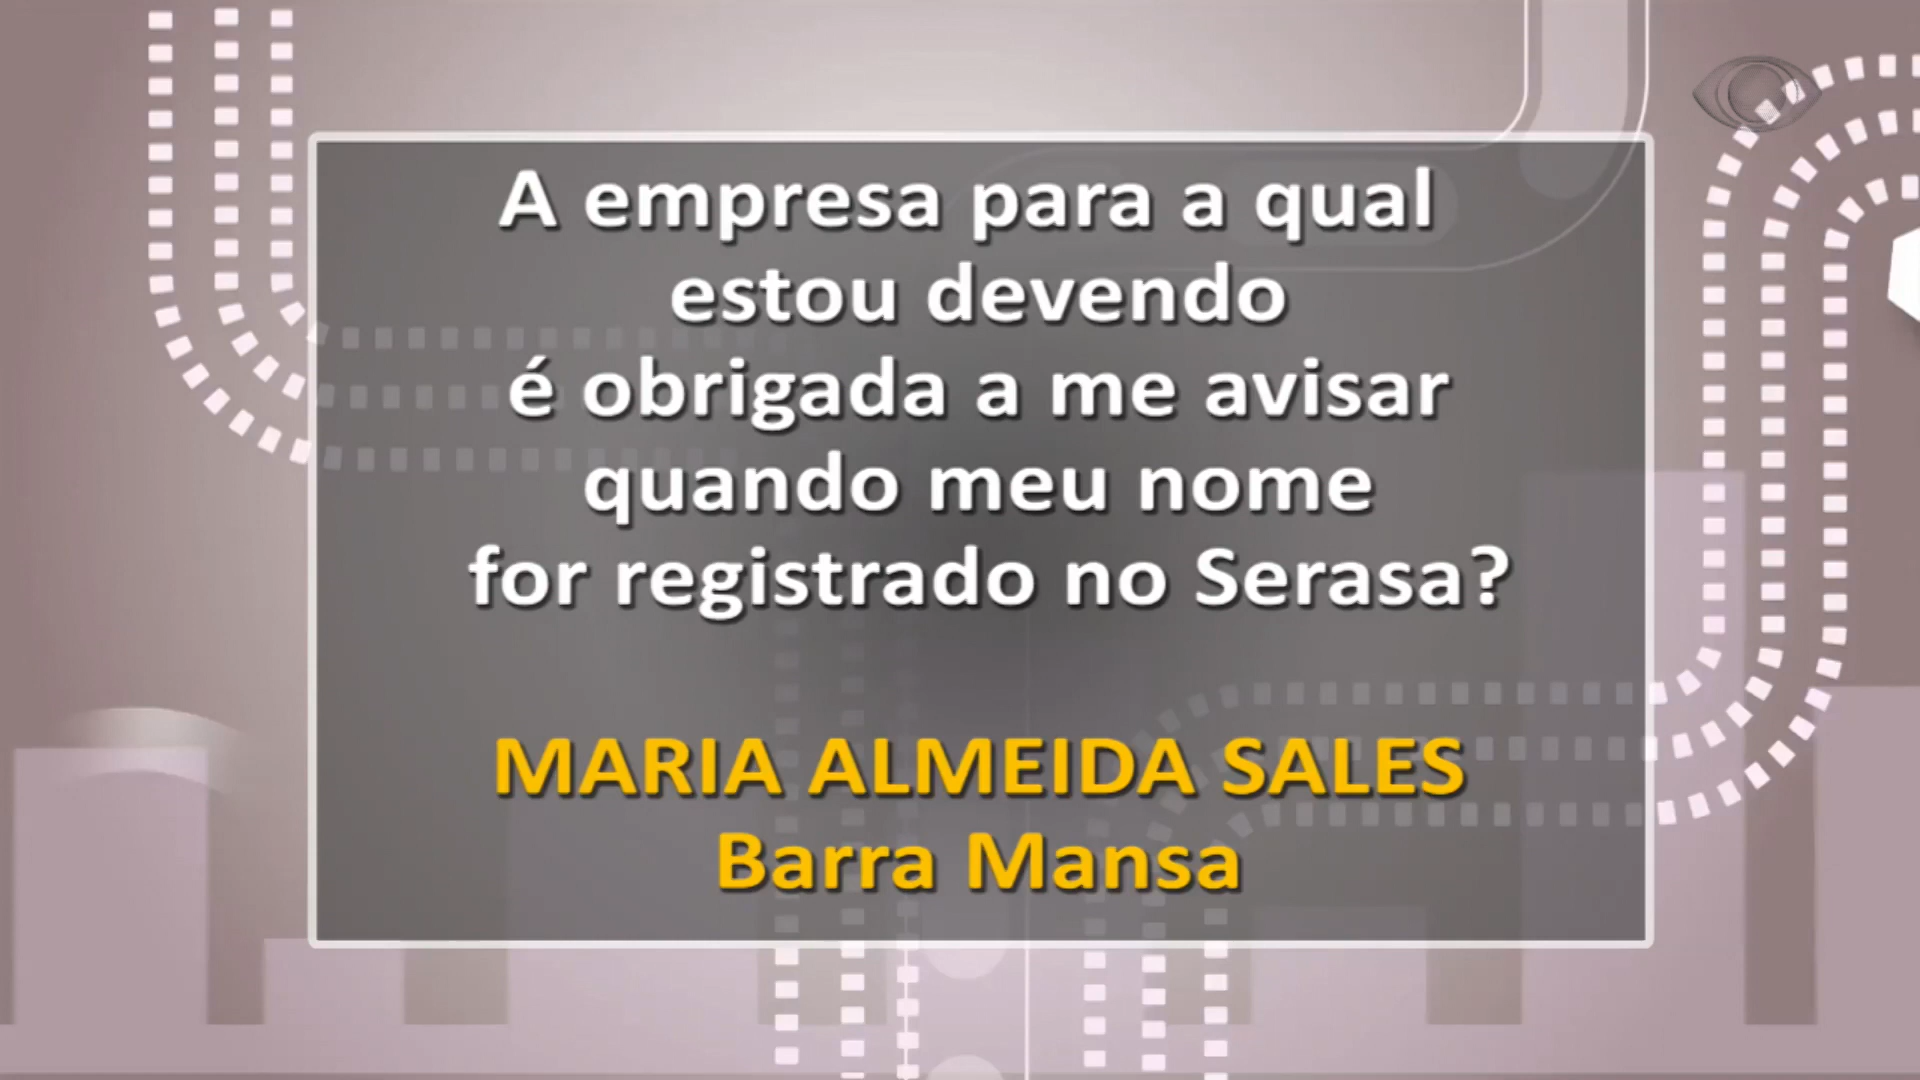 A empresa para a qual
estou devendo
é obrigada a me avisar
quando meu nome
for registrado no Serasa?
MARIA ALMEIDA SALES
Barra Mansa